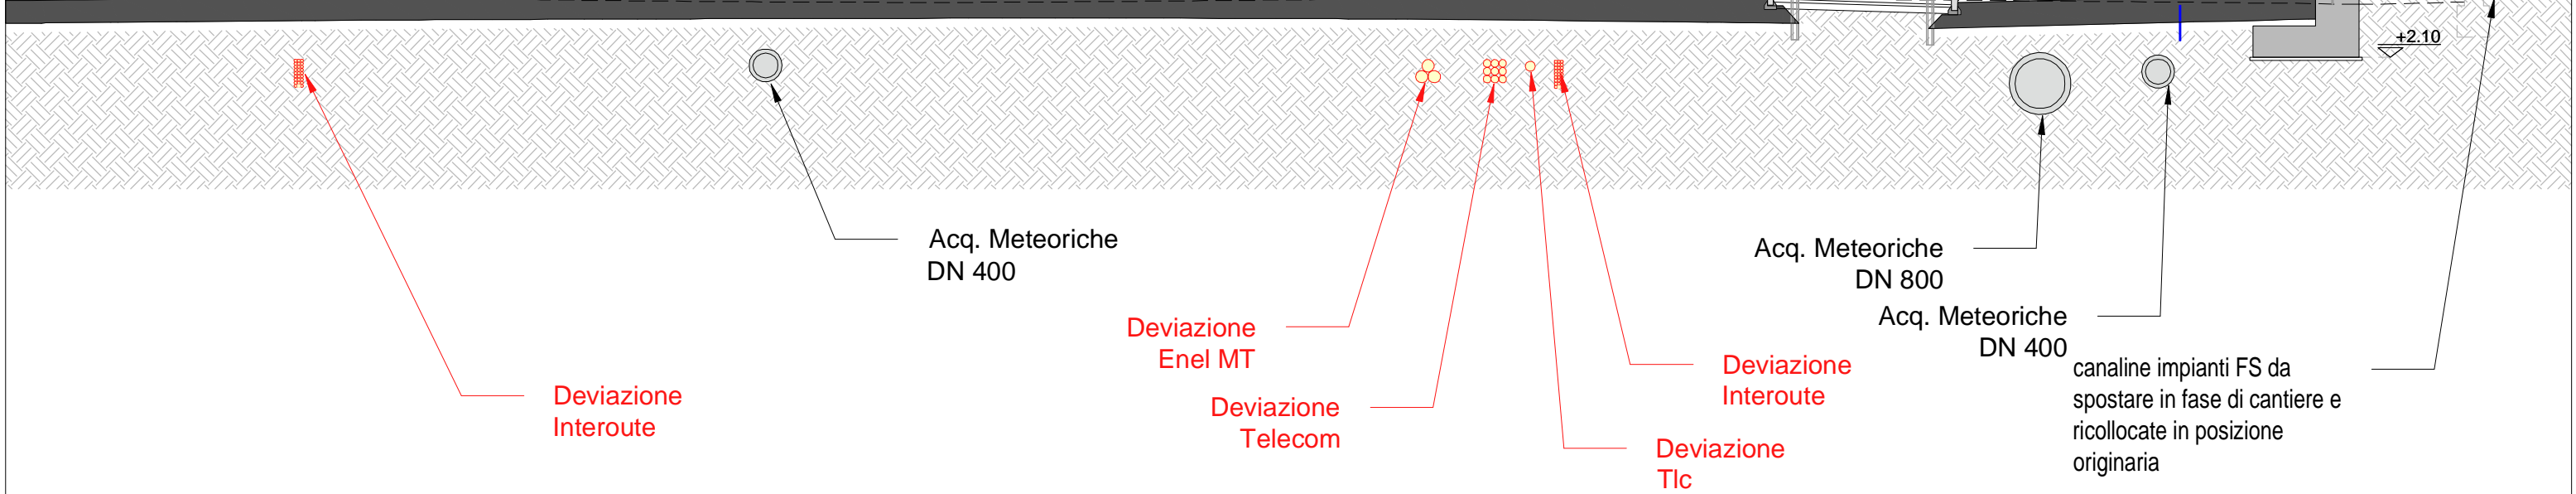 +2.10
Acq. Meteoriche
DN 400
Acq. Meteoriche
DN 800
Deviazione
Enel MT
Acq. Meteoriche
DN 400
Deviazione
Interoute
canaline impianti FS da
spostare in fase di cantiere e
ricollocate in posizione
originaria
Deviazione
Interoute
Deviazione
Telecom
Deviazione
Tlc